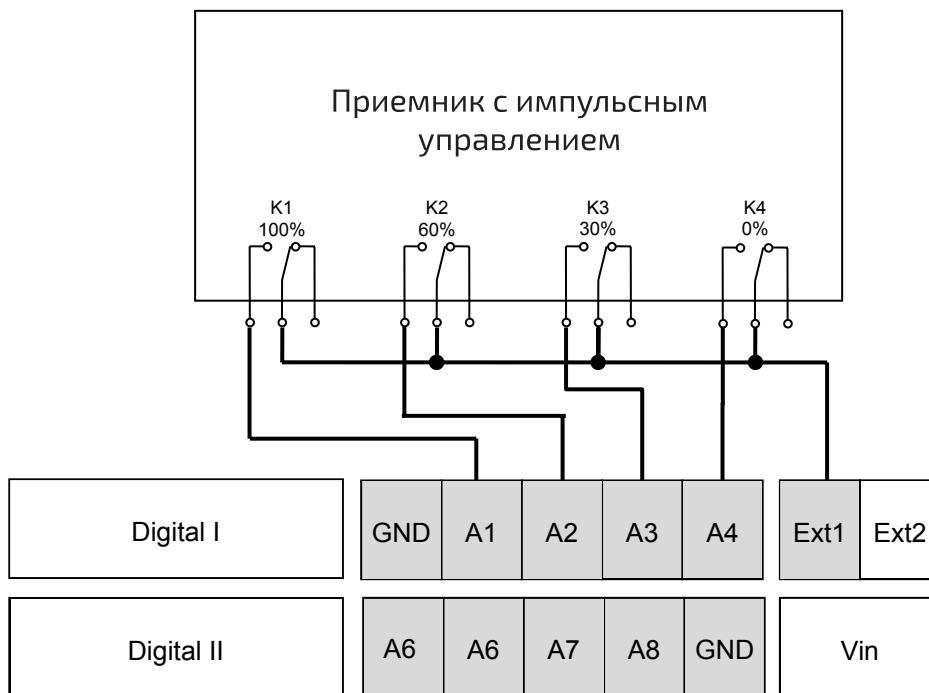 Приемник с импульсным
управлением
K1 K2 K3 K4
100% 60% 30% 0%
Digital I GND A1 A2 A3 A4 Ext1 Ext2
Digital II A6 A6 A7 A8 GND Vin